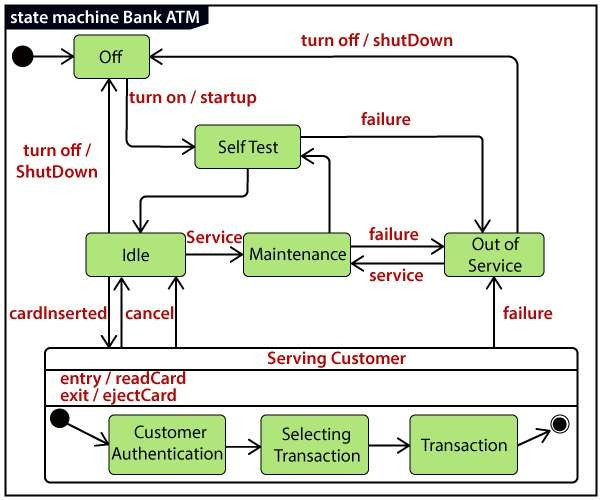 state machine Bank ATM
turn off / shutDown
Off
turn on / startup
failure
turn off /
ShutDown
Self Test
Service
Idle
Maintenance
failure
service
Out of
Service
cardInserted
cancel
failure
Serving Customer
entry / readCard
exit / ejectCard
Customer
Authentication
Selecting
Transaction
Transaction